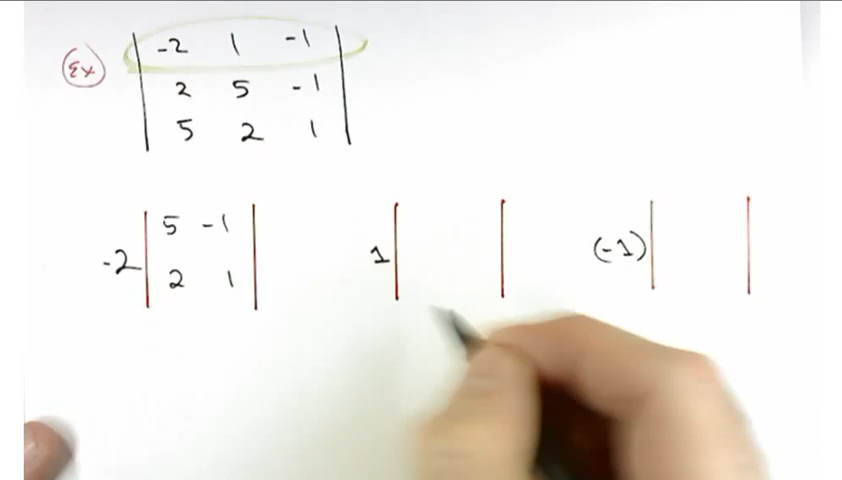 Ex
-2 1 -1
2 5 -1
5 2 1
-2 | 5 -1 | 1 | | (-1) | |
2 1